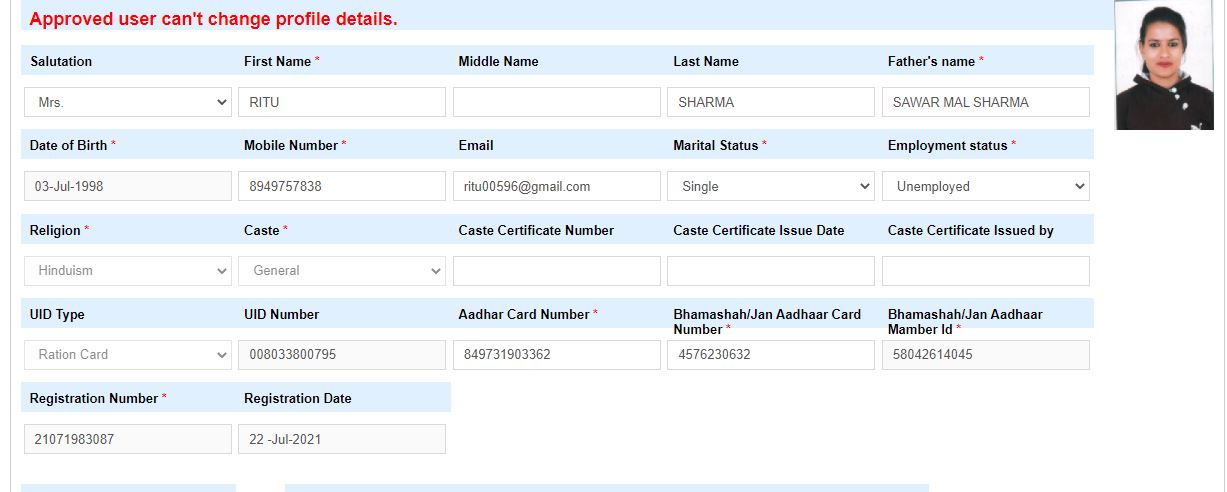 Approved user can't change profile details.
Salutation First Name * Middle Name Last Name Father's name *
Mrs. RITU SHARMA SAWAR MAL SHARMA
Date of Birth * Mobile Number * Email Marital Status * Employment status *
03-Jul-1998 8949757838 ritu00596@gmail.com Single Unemployed
Religion * Caste * Caste Certificate Number Caste Certificate Issue Date Caste Certificate Issued by
Hinduism General
UID Type UID Number Aadhar Card Number * Bhamashah/Jan Aadhaar Card Number * Bhamashah/Jan Aadhaar Mamber Id *
Ration Card 008033800795 849731903362 4576230632 58042614045
Registration Number * Registration Date
21071983087 22 -Jul-2021